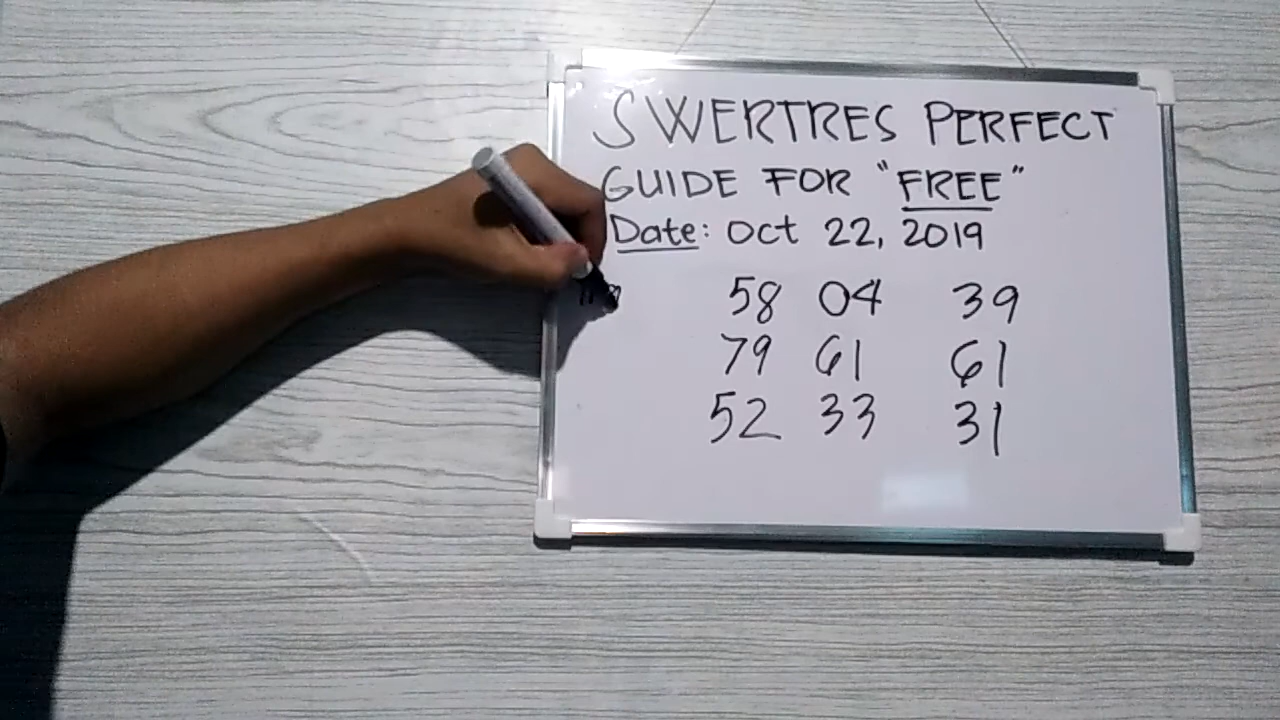 SWERTRES PERFECT
GUIDE FOR "FREE"
Date: Oct 22, 2019
58 04 39
79 61 61
52 33 31